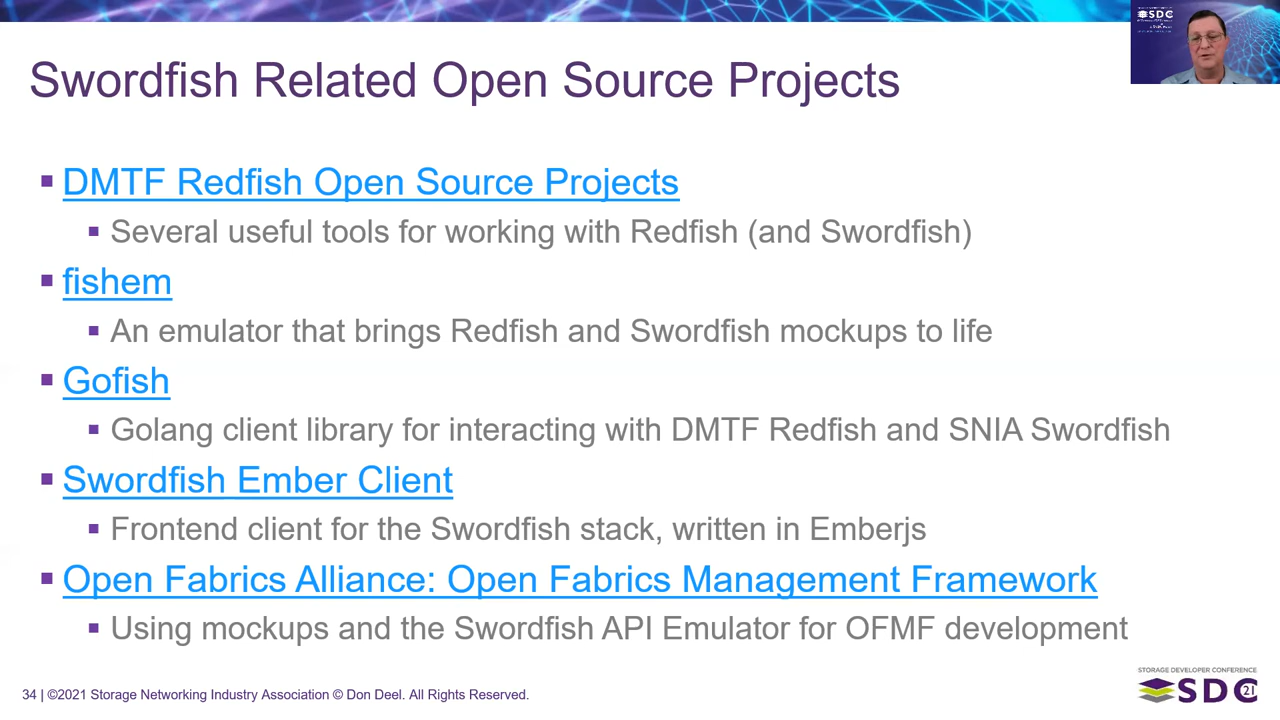 SDC
Swordfish Related Open Source Projects
DMTF Redfish Open Source Projects
Several useful tools for working with Redfish (and Swordfish)
fishem
An emulator that brings Redfish and Swordfish mockups to life
Gofish
Golang client library for interacting with DMTF Redfish and SNIA Swordfish
Swordfish Ember Client
Frontend client for the Swordfish stack, written in Emberjs
Open Fabrics Alliance: Open Fabrics Management Framework
Using mockups and the Swordfish API Emulator for OFMF development
34 | ©2021 Storage Networking Industry Association © Don Deel. All Rights Reserved.
STORAGE DEVELOPER CONFERENCE
SDC 21